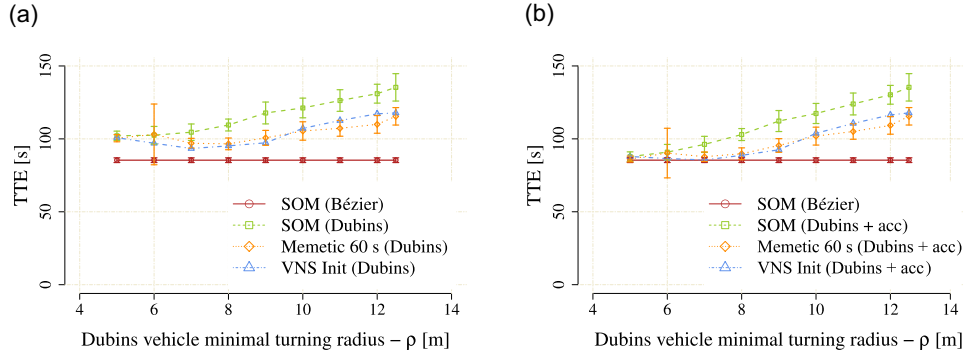 (a)
TTE [s]
150
100
50
0
SOM (Bézier)
SOM (Dubins)
Memetic 60 s (Dubins)
VNS Init (Dubins)
4 6 8 10 12 14
Dubins vehicle minimal turning radius – ρ [m]
(b)
TTE [s]
150
100
50
0
SOM (Bézier)
SOM (Dubins + acc)
Memetic 60 s (Dubins + acc)
VNS Init (Dubins + acc)
4 6 8 10 12 14
Dubins vehicle minimal turning radius – ρ [m]